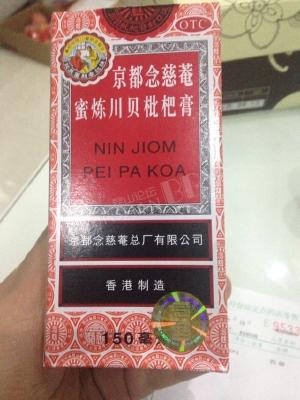 OTC
京都念慈菴
蜜炼川贝枇杷膏
NIN JIOM
PEI PA KOA
京都念慈菴总厂有限公司
香港制造
150毫